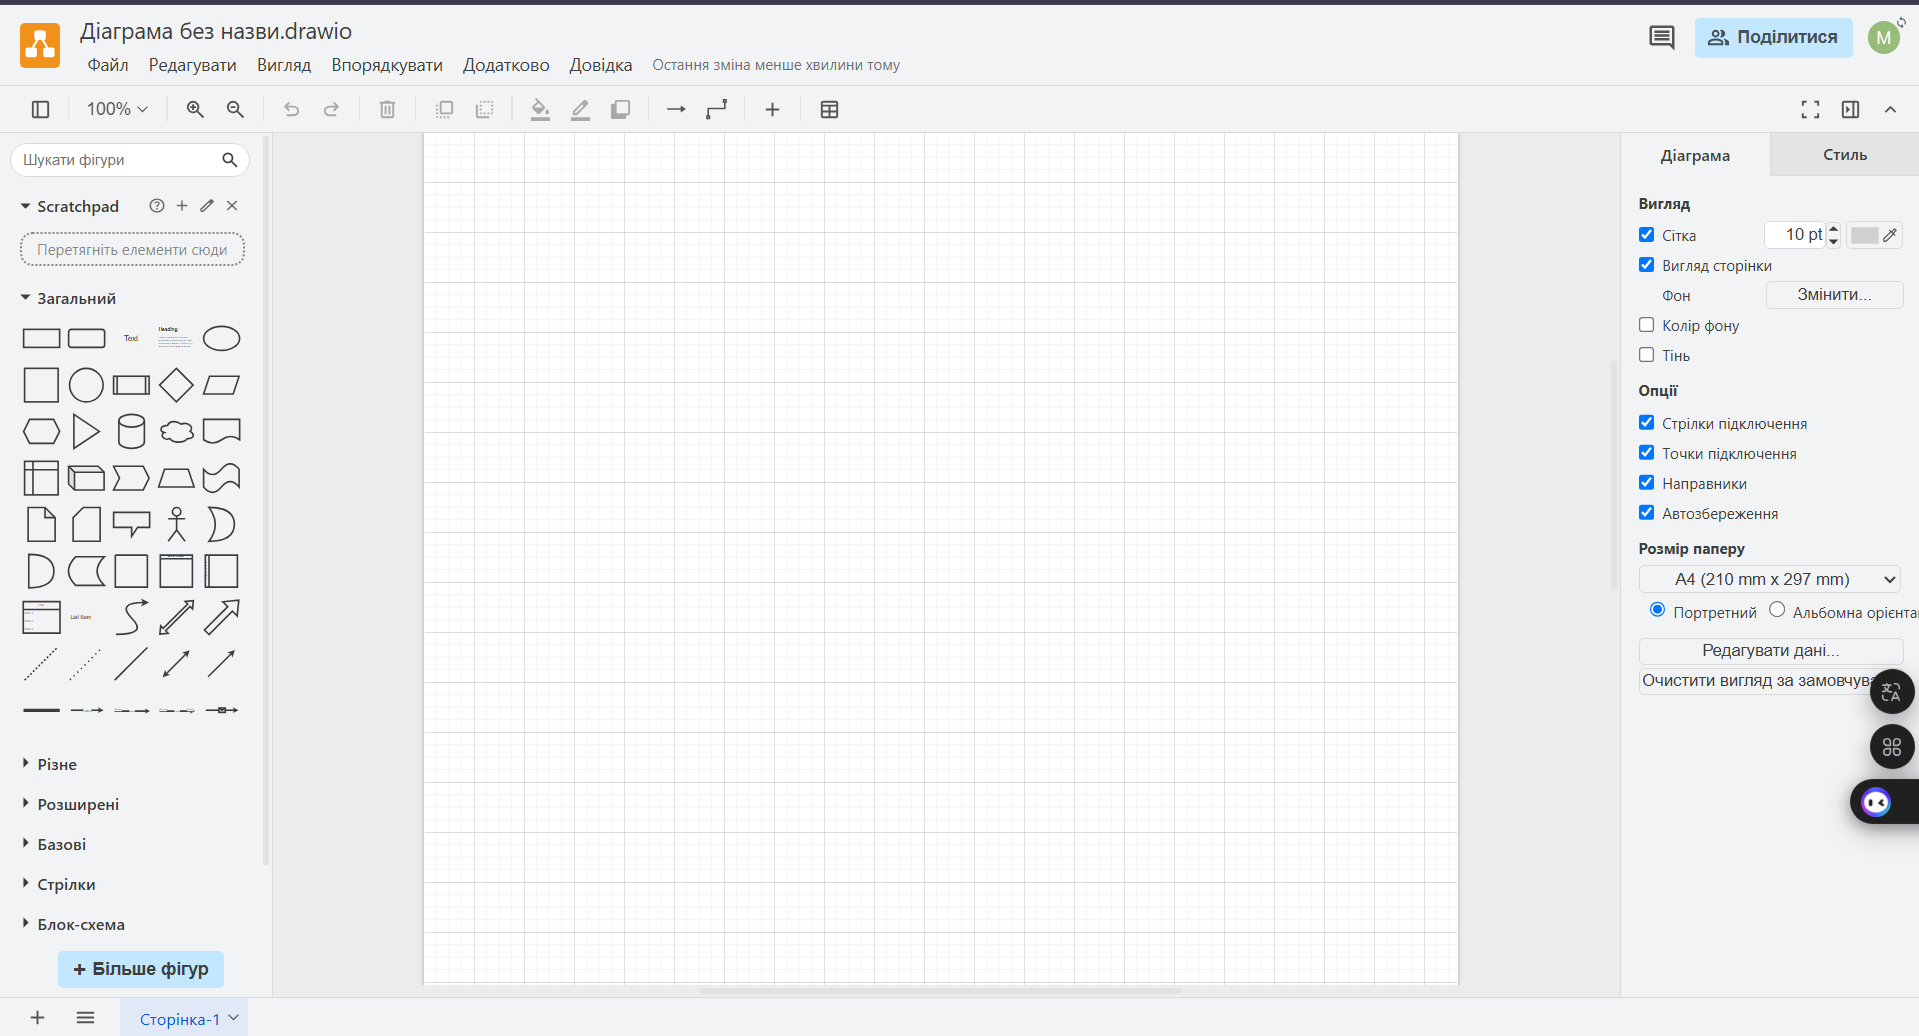 Діаграма без назви.drawio
Файл Редагувати Вигляд Впорядкувати Додатково Довідка Остання зміна менше хвилини тому
Поділитися
M
100%
Шукати фігури
Scratchpad
Перетягніть елементи сюди
Загальний
Text
Heading
List Item
Різне
Розширені
Базові
Стрілки
Блок-схема
+ Більше фігур
Сторінка-1
Діаграма Стиль
Вигляд
Сітка 10 pt
Вигляд сторінки
Фон Змінити...
Колір фону
Тінь
Опції
Стрілки підключення
Точки підключення
Направники
Автозбереження
Розмір паперу
A4 (210 mm x 297 mm)
Портретний Альбомна орієнта
Редагувати дані...
Очистити вигляд за замовчува